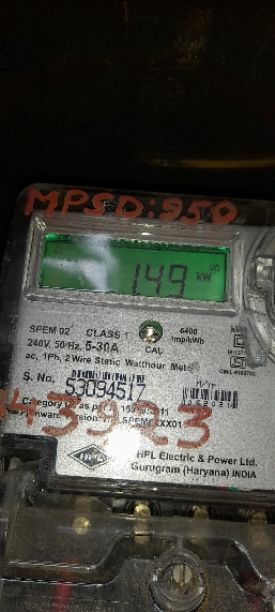 MPSD:950
149 kW
SPEM 02 CLASS 1 6400 imp/kWh
240V, 50 Hz, 5-30A CAL
ac, 1Ph, 2 Wire Static Watthour
S. No. 53094517
43923
HPL Electric & Power Ltd.
Gurugram (Haryana) INDIA